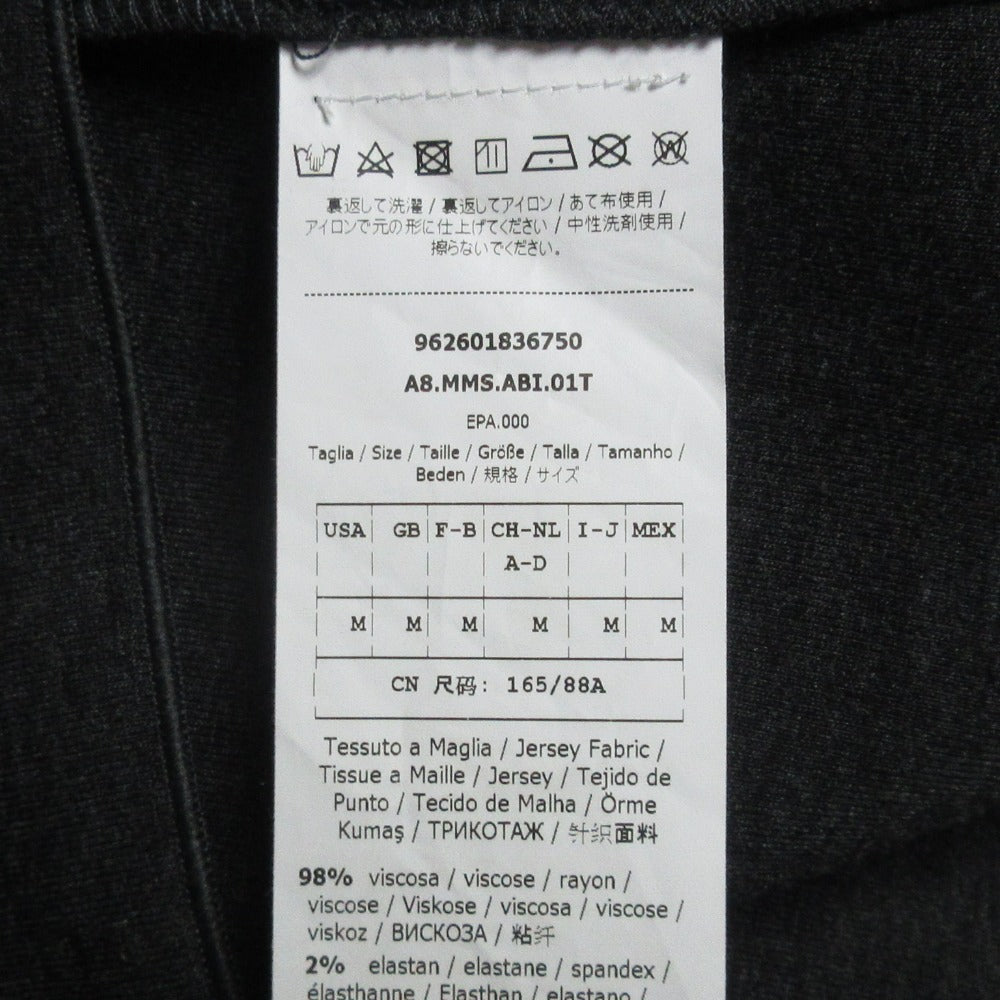 裏返して洗濯 / 裏返してアイロン / あて布使用 /
アイロンで元の形に仕上げてください / 中性洗剤使用 /
擦らないでください。
962601836750
A8.MMS.ABI.01T
EPA.000
Taglia / Size / Taille / Größe / Talla / Tamanho /
Beden / 規格 / サイズ
USA GB F-B CH-NL I-J MEX
A-D
M M M M M M
CN 尺码: 165/88A
Tessuto a Maglia / Jersey Fabric /
Tissue a Maille / Jersey / Tejido de
Punto / Tecido de Malha / Örme
Kumaş / ТРИКОТАЖ / 针织面料
98% viscosa / viscose / rayon /
viscose / Viskose / viscosa / viscose /
viskoz / ВИСКОЗА / 粘纤
2% elastan / elastane / spandex /
élasthanne / Elasthan / elastano /